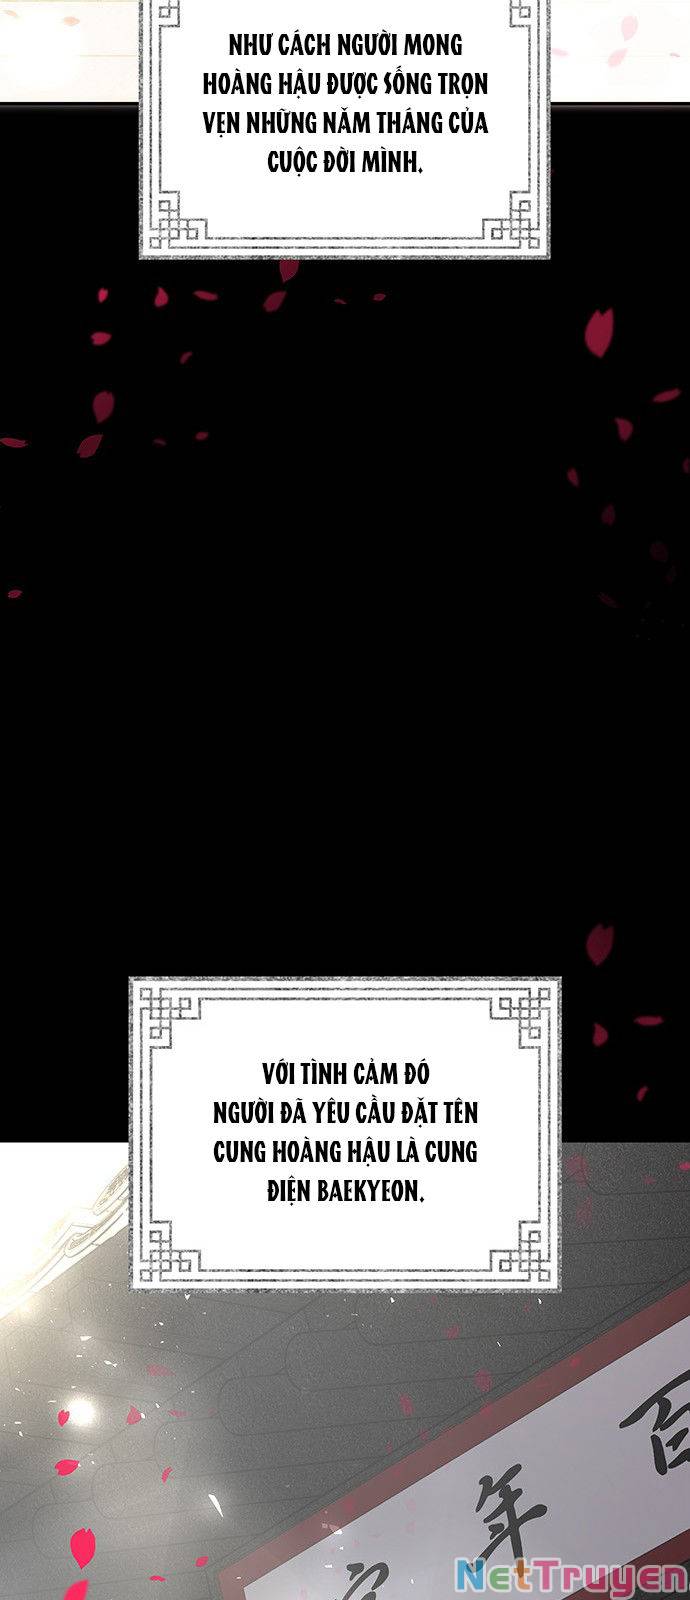 NHƯ CÁCH NGƯỜI MONG
HOÀNG HẬU ĐƯỢC SỐNG TRỌN
VẸN NHỮNG NĂM THÁNG CỦA
CUỘC ĐỜI MÌNH.
VỚI TÌNH CẢM ĐÓ
NGƯỜI ĐÃ YÊU CẦU ĐẶT TÊN
CUNG HOÀNG HẬU LÀ CUNG
ĐIỆN BAEKYEON.
百年
NetTruyen